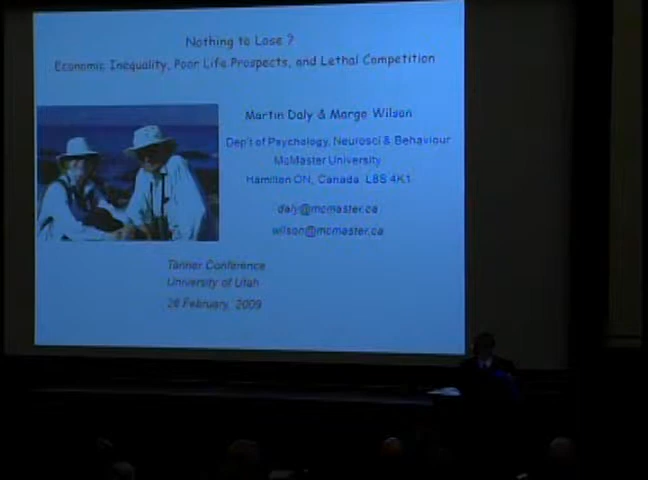 Nothing to Lose ?
Economic Inequality, Poor Life Prospects, and Lethal Competition
Martin Daly & Margo Wilson
Dep't of Psychology, Neurosci & Behaviour
McMaster University
Hamilton ON, Canada L8S 4K1
daly@mcmaster.ca
wilson@mcmaster.ca
Tanner Conference
University of Utah
28 February, 2009